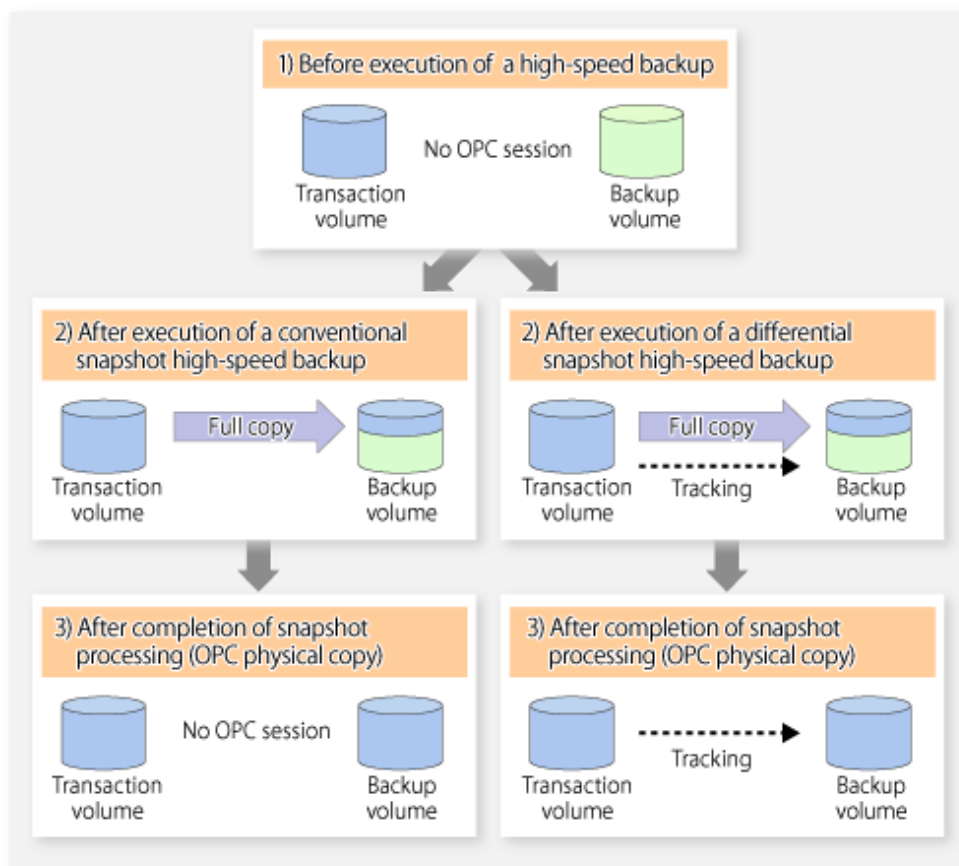 1) Before execution of a high-speed backup
No OPC session
Transaction
volume
Backup
volume
2) After execution of a conventional
snapshot high-speed backup
Full copy
Transaction
volume
Backup
volume
2) After execution of a differential
snapshot high-speed backup
Full copy
Tracking
Transaction
volume
Backup
volume
3) After completion of snapshot
processing (OPC physical copy)
No OPC session
Transaction
volume
Backup
volume
3) After completion of snapshot
processing (OPC physical copy)
Tracking
Transaction
volume
Backup
volume